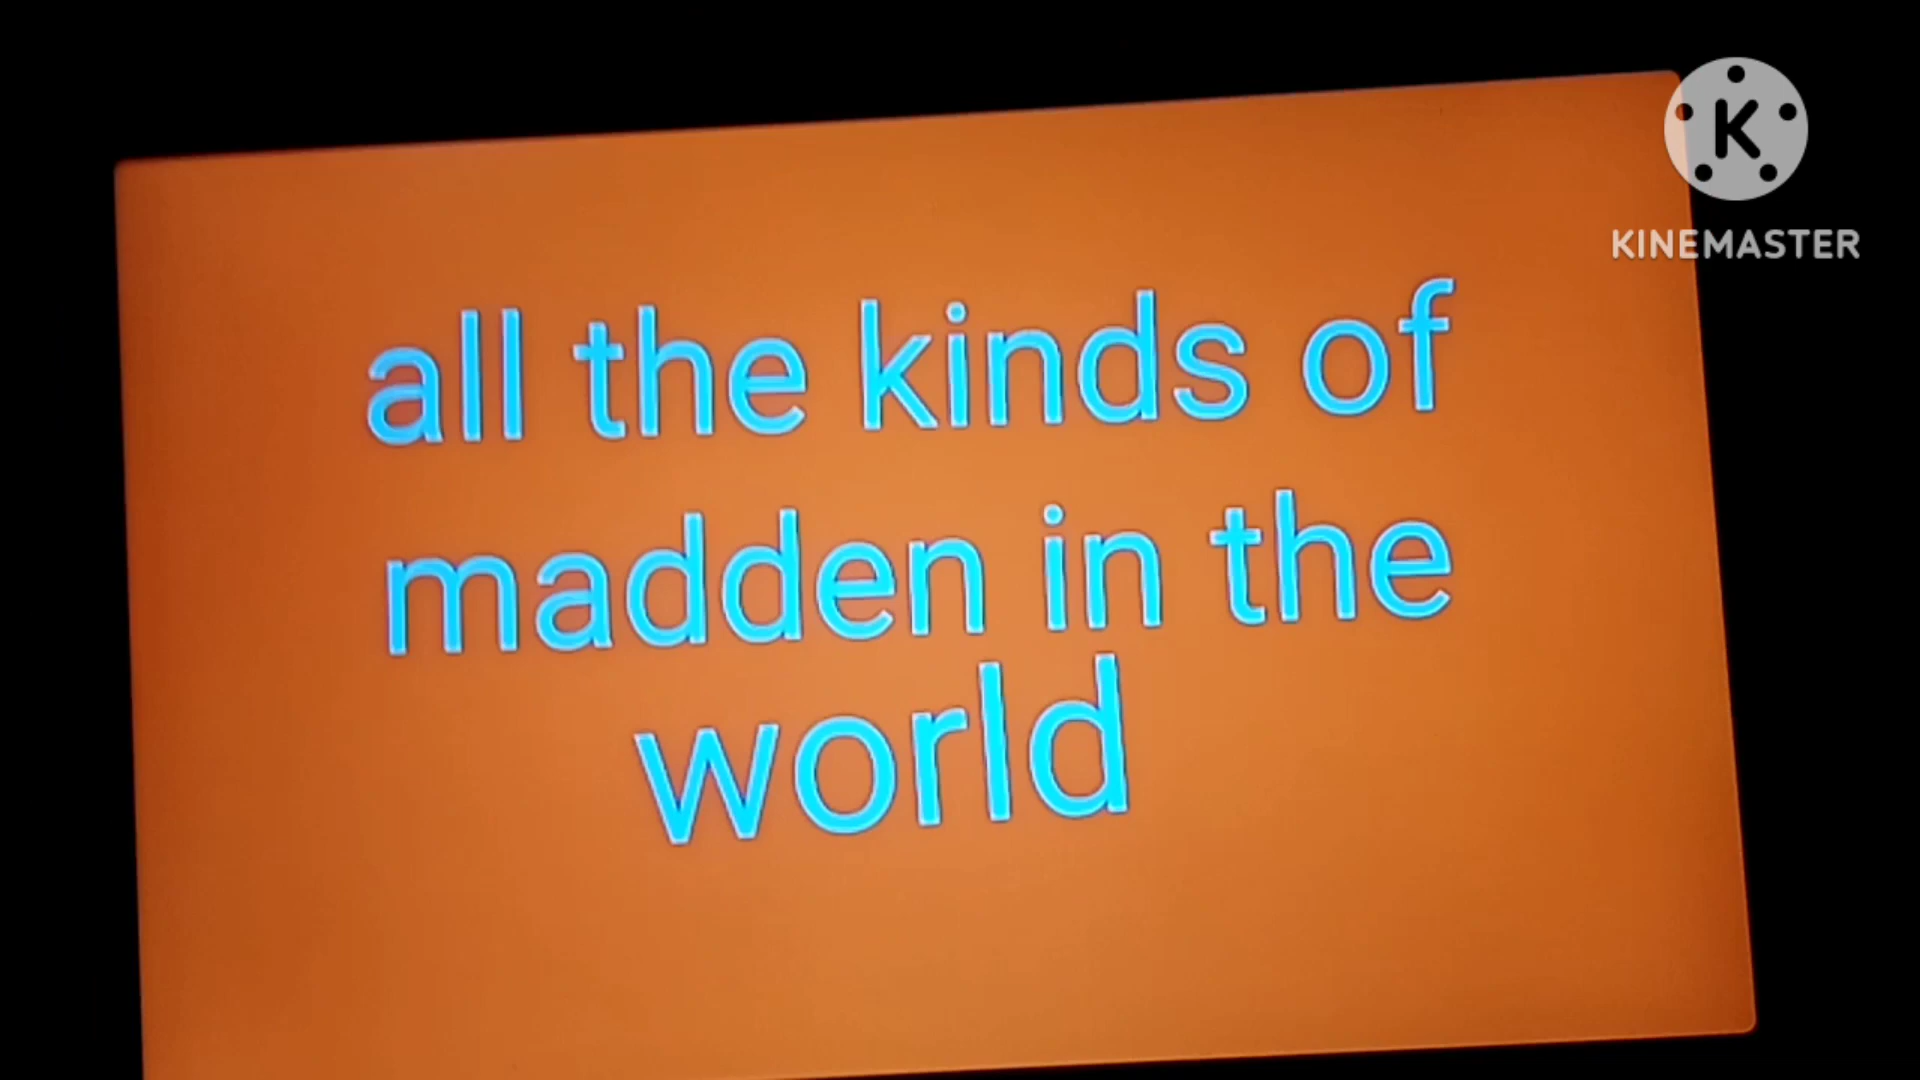 K
KINEMASTER
all the kinds of
madden in the
world